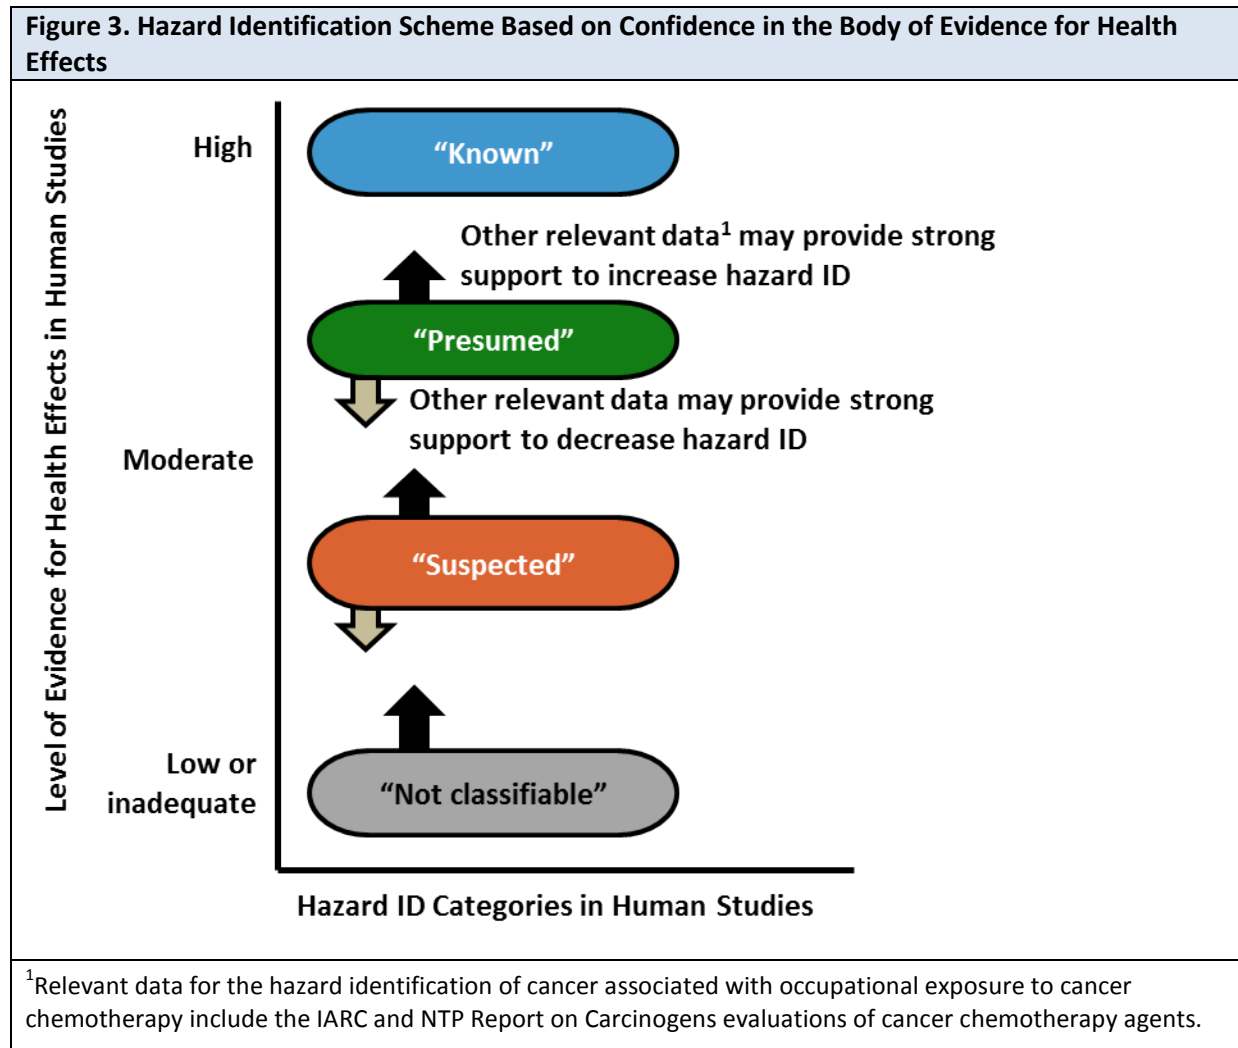 Figure 3. Hazard Identification Scheme Based on Confidence in the Body of Evidence for Health
Effects
Level of Evidence for Health Effects in Human Studies
High
“Known”
Other relevant data¹ may provide strong
support to increase hazard ID
“Presumed”
Other relevant data may provide strong
support to decrease hazard ID
Moderate
“Suspected”
Low or
inadequate
“Not classifiable”
Hazard ID Categories in Human Studies
¹Relevant data for the hazard identification of cancer associated with occupational exposure to cancer
chemotherapy include the IARC and NTP Report on Carcinogens evaluations of cancer chemotherapy agents.